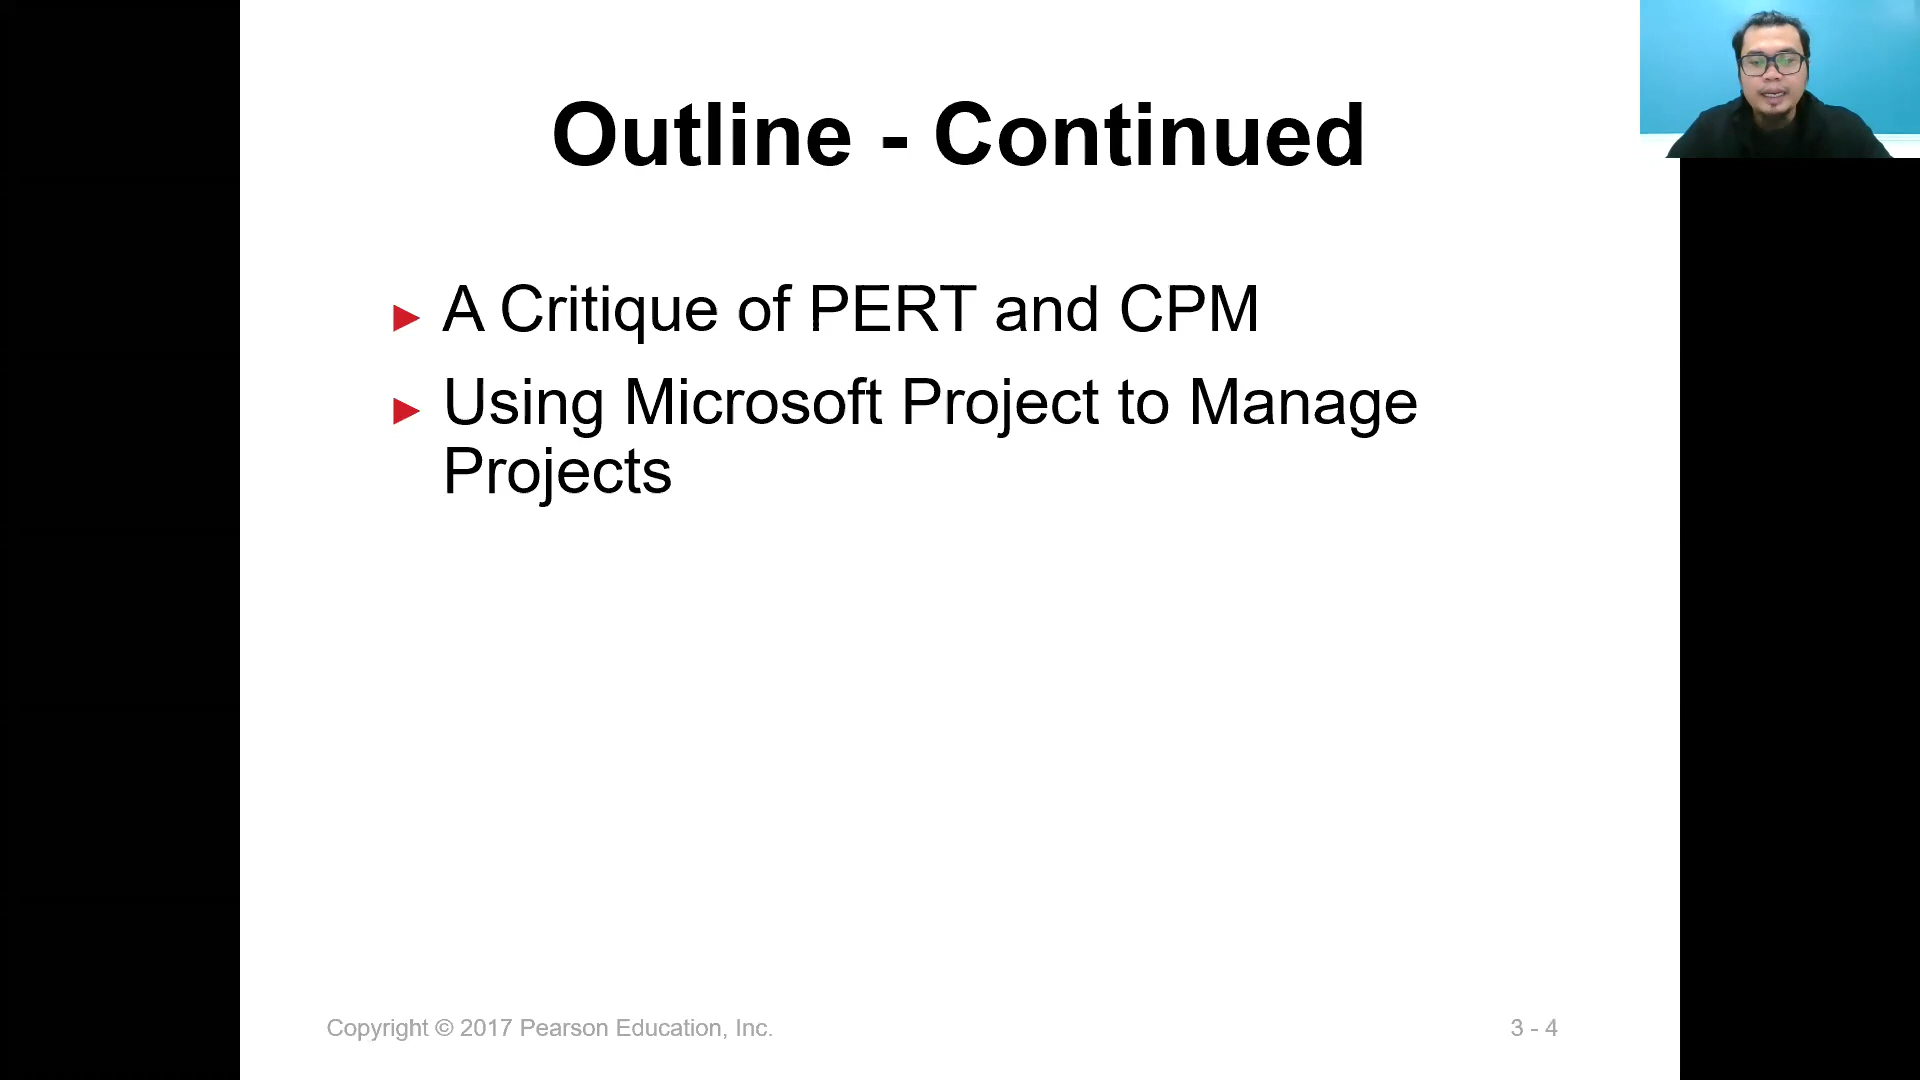 Outline - Continued
► A Critique of PERT and CPM
► Using Microsoft Project to Manage
Projects
Copyright © 2017 Pearson Education, Inc.
3 - 4